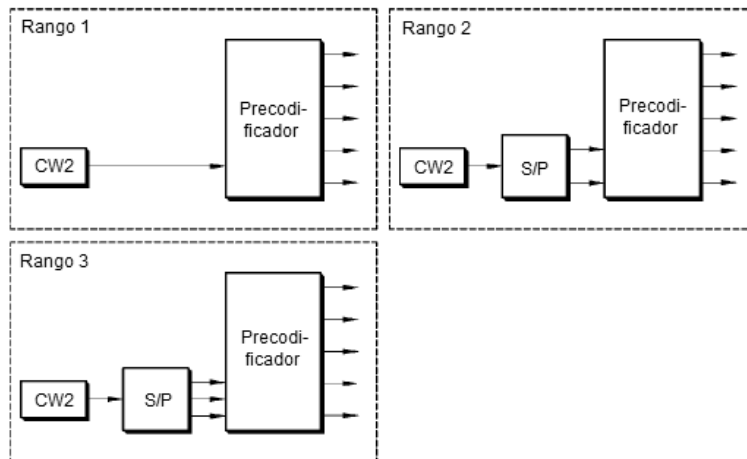 Rango 1
Precodi-
ficador
CW2
Rango 2
Precodi-
ficador
CW2
S/P
Rango 3
Precodi-
ficador
CW2
S/P